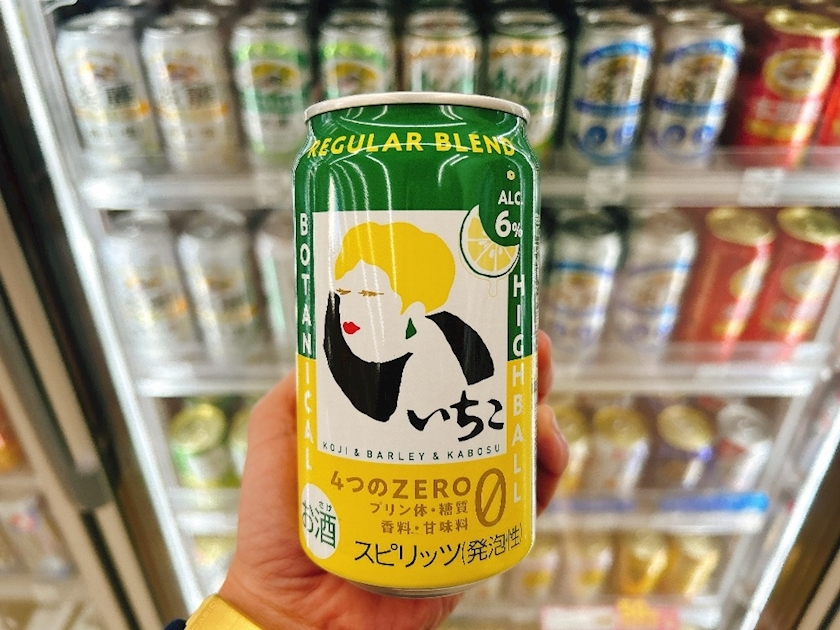 REGULAR BLEND
ALC.
6%
BOTANICAL
HIGHBALL
いいちこ
KOJI & BARLEY & KABOSU
4つのZERO
0
プリン体・糖質
香料・甘味料
さけ
お酒
スピリッツ(発泡性)